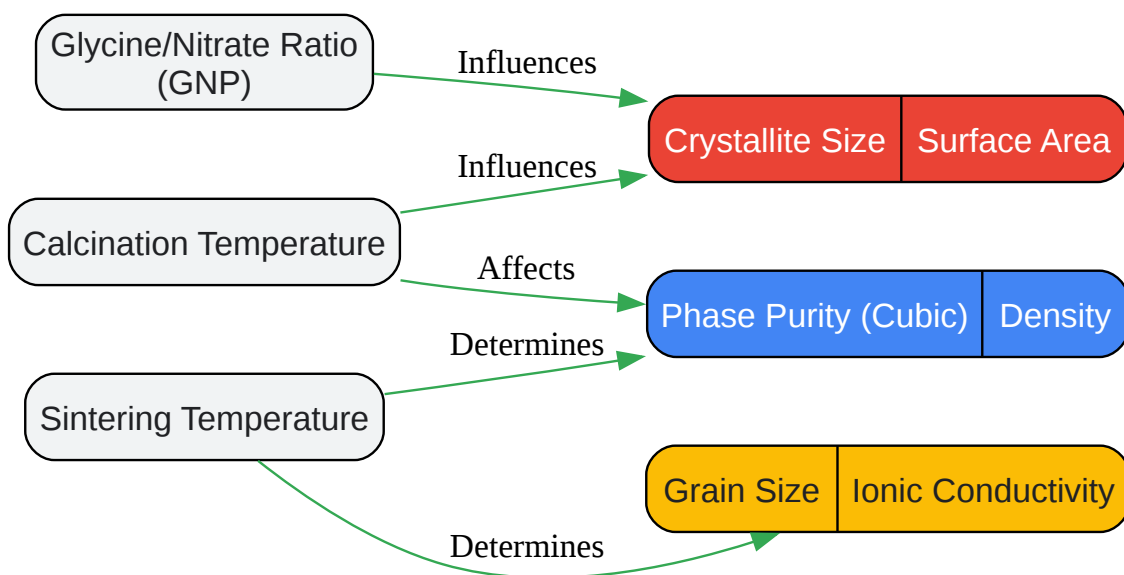 Glycine/Nitrate Ratio
(GNP)
Influences
Crystallite Size
Surface Area
Influences
Calcination Temperature
Affects
Phase Purity (Cubic)
Density
Determines
Sintering Temperature
Grain Size
Ionic Conductivity
Determines